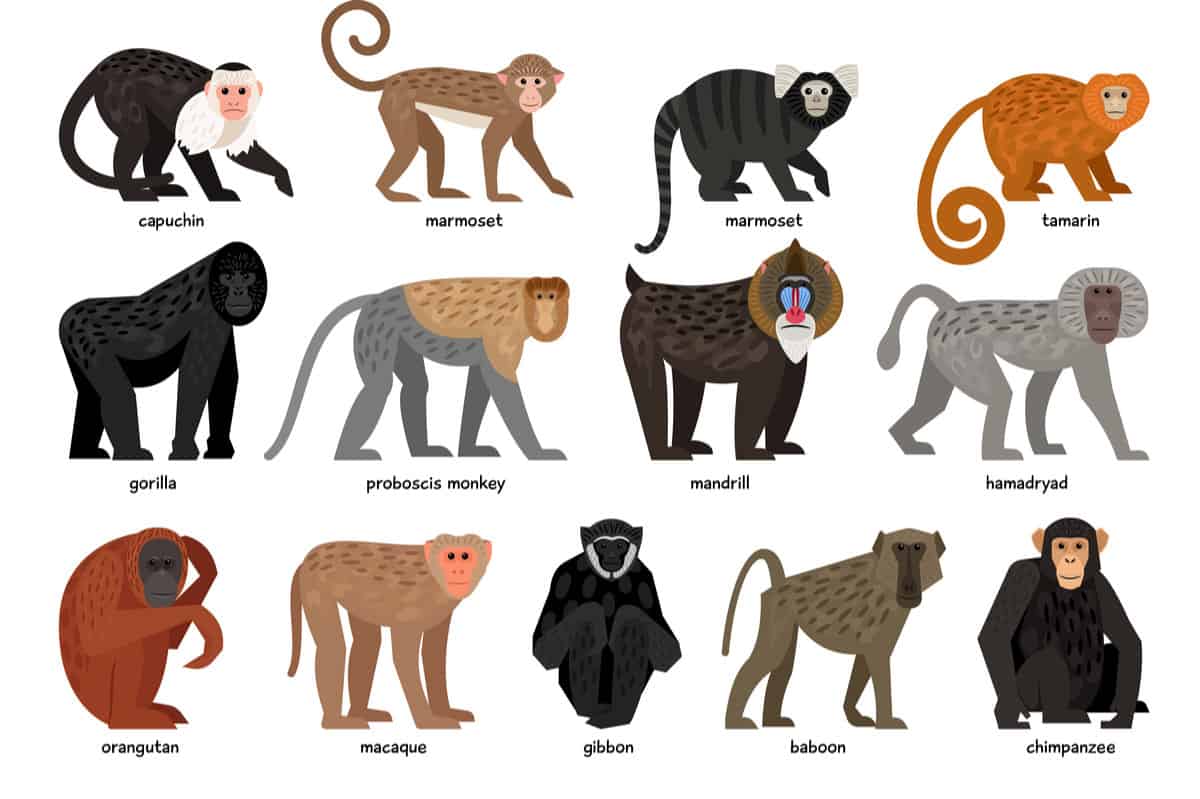 capuchin
marmoset
marmoset
tamarin
gorilla
proboscis monkey
mandrill
hamadryad
orangutan
macaque
gibbon
baboon
chimpanzee